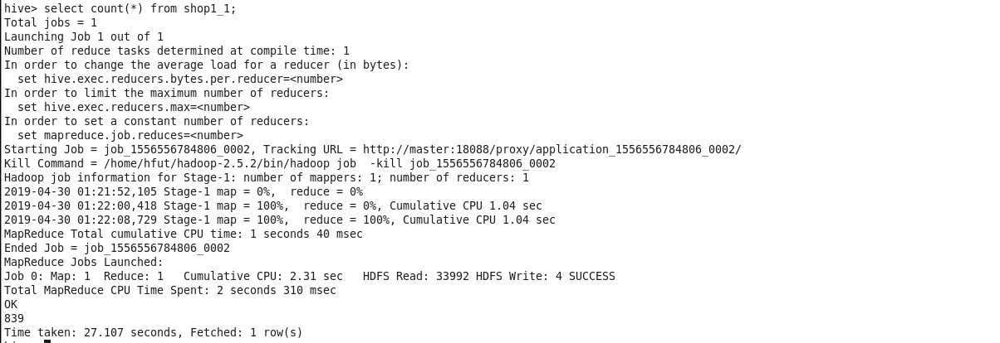 hive> select count(*) from shop1_1;
Total jobs = 1
Launching Job 1 out of 1
Number of reduce tasks determined at compile time: 1
In order to change the average load for a reducer (in bytes):
  set hive.exec.reducers.bytes.per.reducer=<number>
In order to limit the maximum number of reducers:
  set hive.exec.reducers.max=<number>
In order to set a constant number of reducers:
  set mapreduce.job.reduces=<number>
Starting Job = job_1556556784806_0002, Tracking URL = http://master:18088/proxy/application_1556556784806_0002/
Kill Command = /home/hfut/hadoop-2.5.2/bin/hadoop job  -kill job_1556556784806_0002
Hadoop job information for Stage-1: number of mappers: 1; number of reducers: 1
2019-04-30 01:21:52,105 Stage-1 map = 0%,  reduce = 0%
2019-04-30 01:22:00,418 Stage-1 map = 100%,  reduce = 0%, Cumulative CPU 1.04 sec
2019-04-30 01:22:08,729 Stage-1 map = 100%,  reduce = 100%, Cumulative CPU 1.04 sec
MapReduce Total cumulative CPU time: 1 seconds 40 msec
Ended Job = job_1556556784806_0002
MapReduce Jobs Launched:
Job 0: Map: 1  Reduce: 1   Cumulative CPU: 2.31 sec   HDFS Read: 33992 HDFS Write: 4 SUCCESS
Total MapReduce CPU Time Spent: 2 seconds 310 msec
OK
839
Time taken: 27.107 seconds, Fetched: 1 row(s)